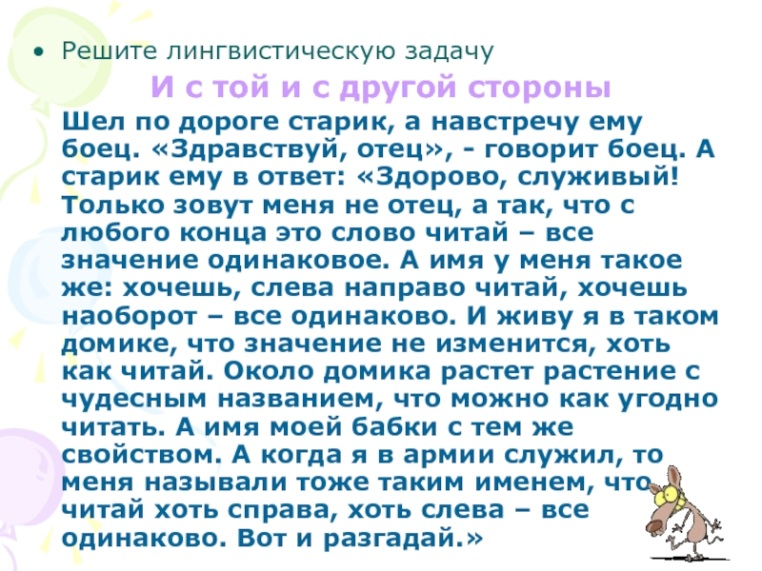 • Решите лингвистическую задачу
И с той и с другой стороны
Шел по дороге старик, а навстречу ему
боец. «Здравствуй, отец», - говорит боец. А
старик ему в ответ: «Здорово, служивый!
Только зовут меня не отец, а так, что с
любого конца это слово читай – все
значение одинаковое. А имя у меня такое
же: хочешь, слева направо читай, хочешь
наоборот – все одинаково. И живу я в таком
домике, что значение не изменится, хоть
как читай. Около домика растет растение с
чудесным названием, что можно как угодно
читать. А имя моей бабки с тем же
свойством. А когда я в армии служил, то
меня называли тоже таким именем, что
читай хоть справа, хоть слева – все
одинаково. Вот и разгадай.»